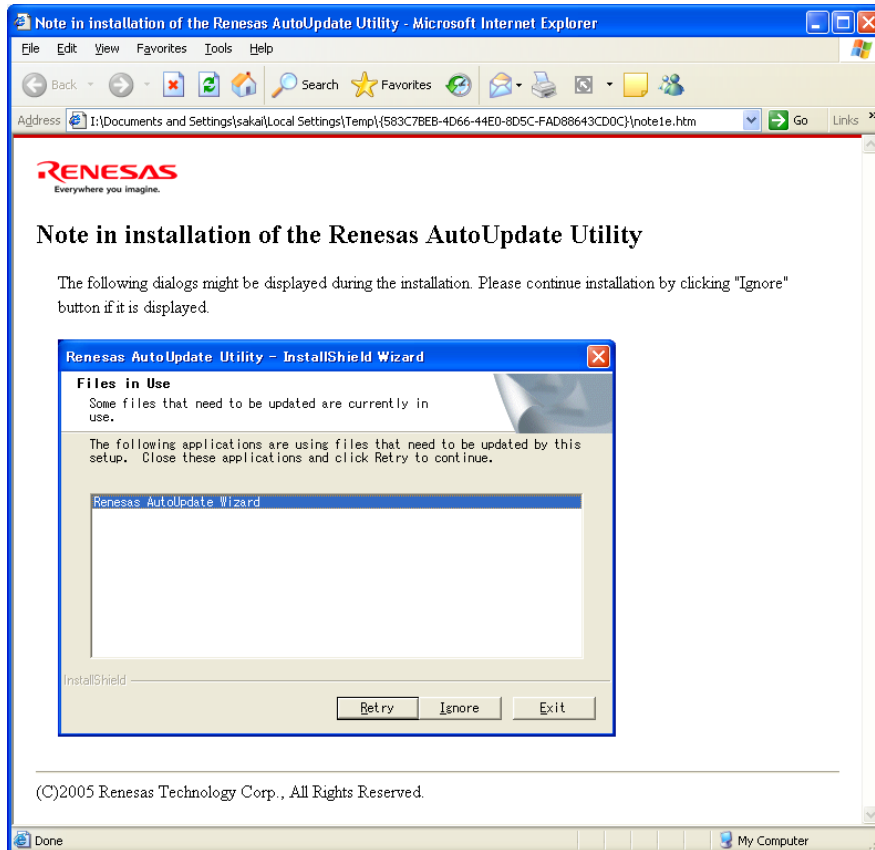 Note in installation of the Renesas AutoUpdate Utility - Microsoft Internet Explorer
File Edit View Favorites Tools Help
Back Search Favorites
Address I:\Documents and Settings\sakai\Local Settings\Temp\{583C7BEB-4D66-44E0-8D5C-FAD88643CD0C}\note1e.htm Go Links »
RENESAS
Everywhere you imagine.
Note in installation of the Renesas AutoUpdate Utility
The following dialogs might be displayed during the installation. Please continue installation by clicking "Ignore"
button if it is displayed.
Renesas AutoUpdate Utility - InstallShield Wizard
Files in Use
Some files that need to be updated are currently in
use.
The following applications are using files that need to be updated by this
setup. Close these applications and click Retry to continue.
Renesas AutoUpdate Wizard
InstallShield
Retry Ignore Exit
(C)2005 Renesas Technology Corp., All Rights Reserved.
Done My Computer